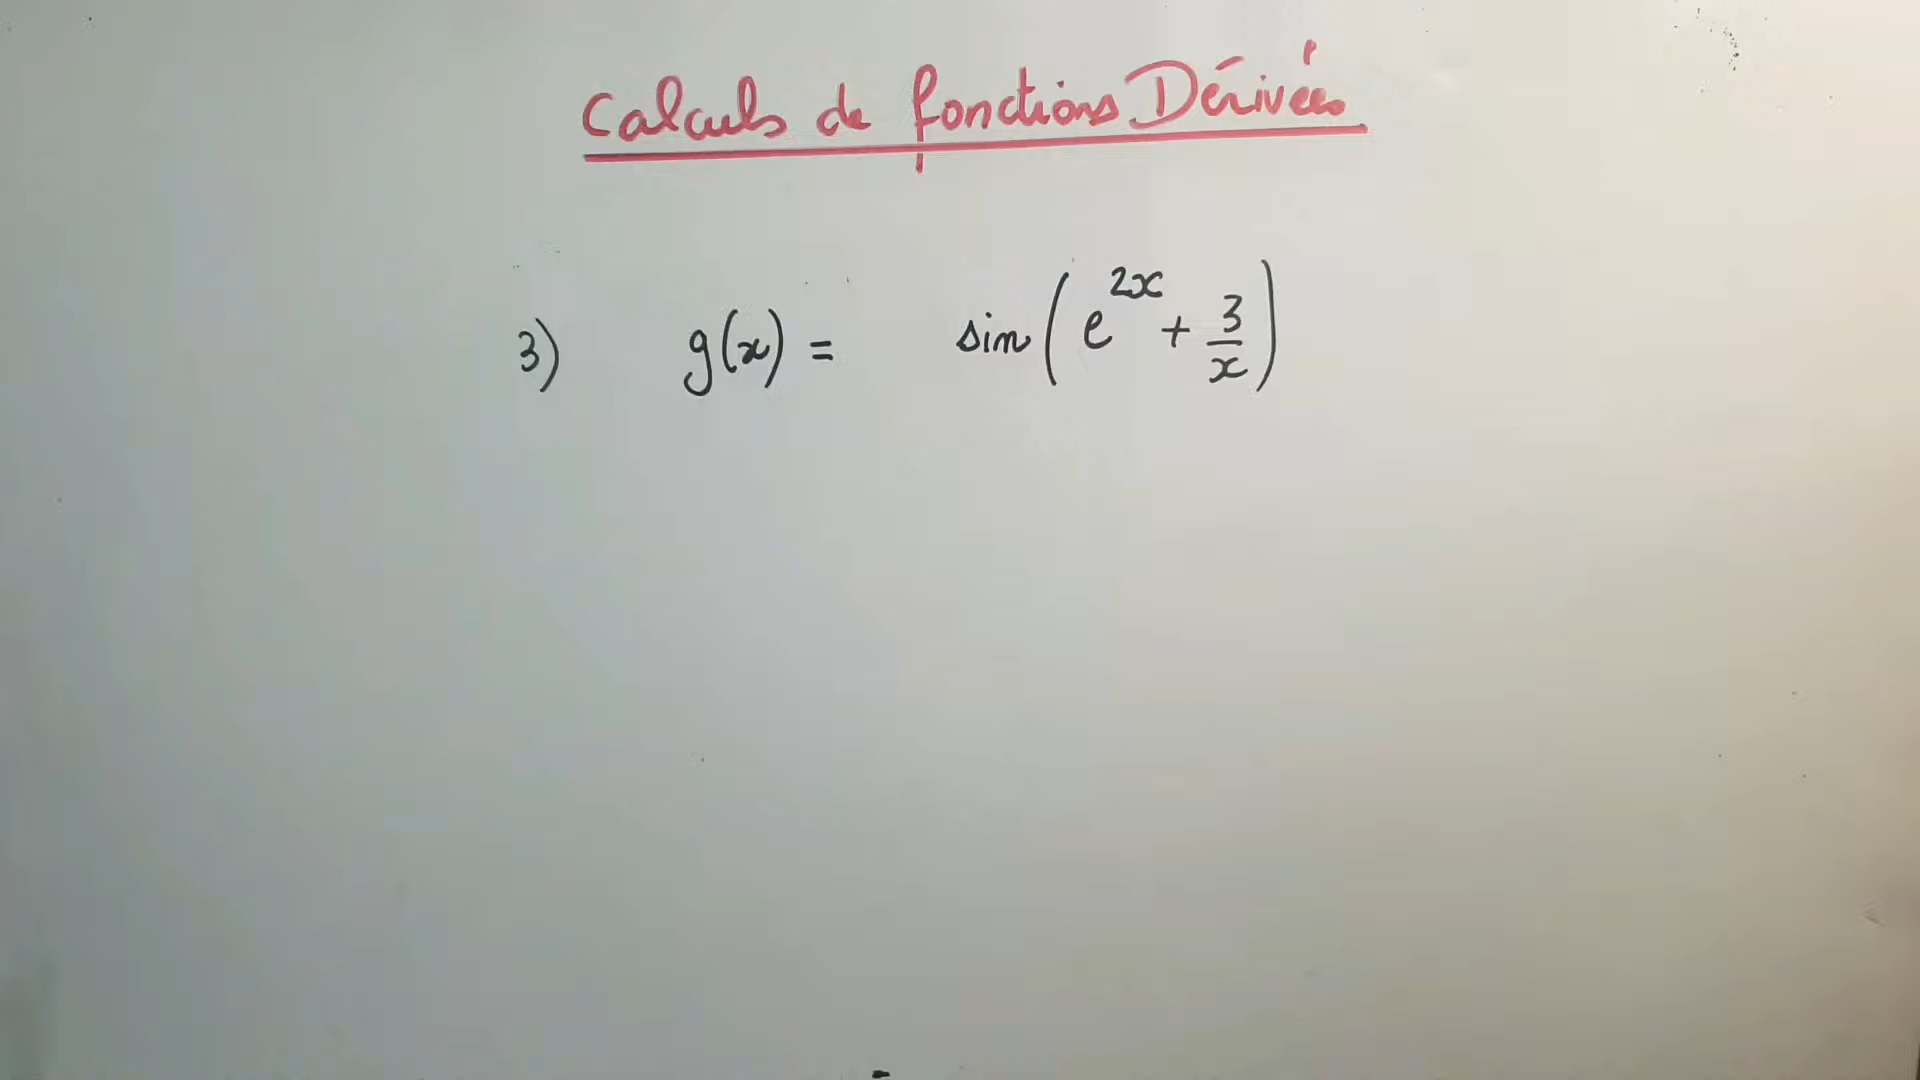 Calculs de fonctions Dérivées
3) g(x) = sin(e^{2x} + 3/x)